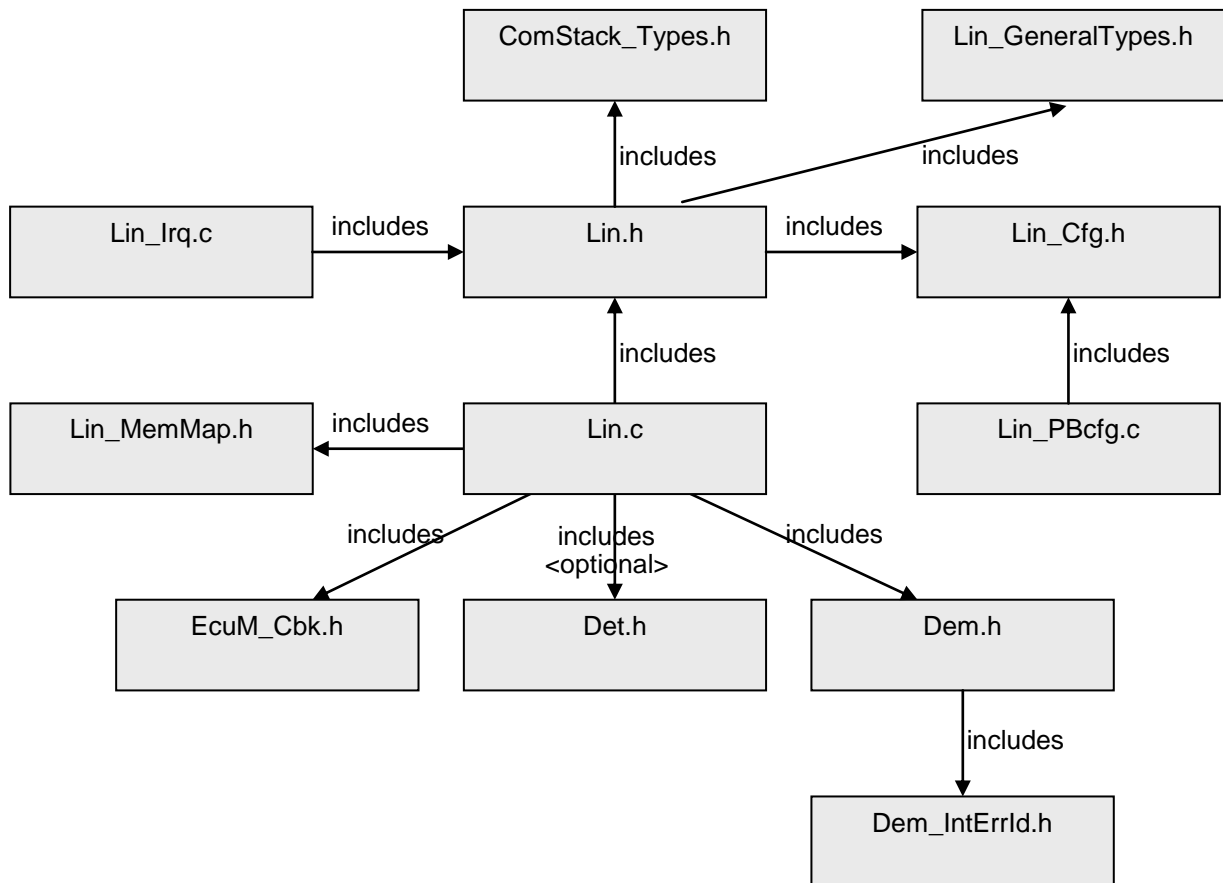 ComStack_Types.h
Lin_GeneralTypes.h
includes
includes
Lin_Irq.c
includes
Lin.h
includes
Lin_Cfg.h
includes
includes
Lin_MemMap.h
includes
Lin.c
Lin_PBcfg.c
includes
includes
<optional>
includes
EcuM_Cbk.h
Det.h
Dem.h
includes
Dem_IntErrId.h